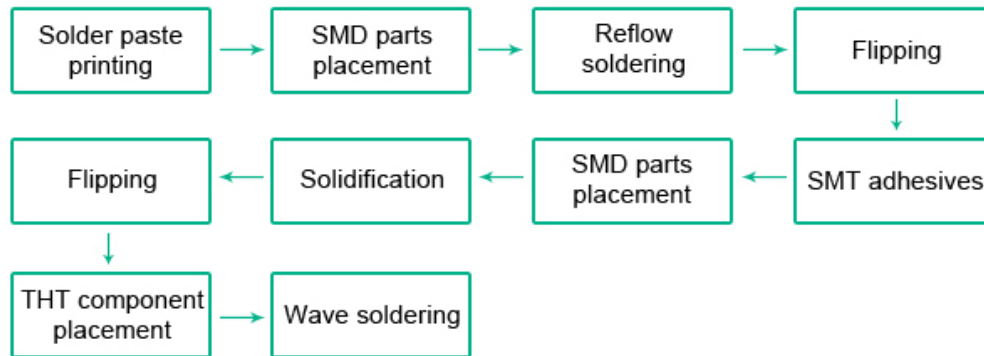 Solder paste
printing
SMD parts
placement
Reflow
soldering
Flipping
SMT adhesives
SMD parts
placement
Solidification
Flipping
THT component
placement
Wave soldering